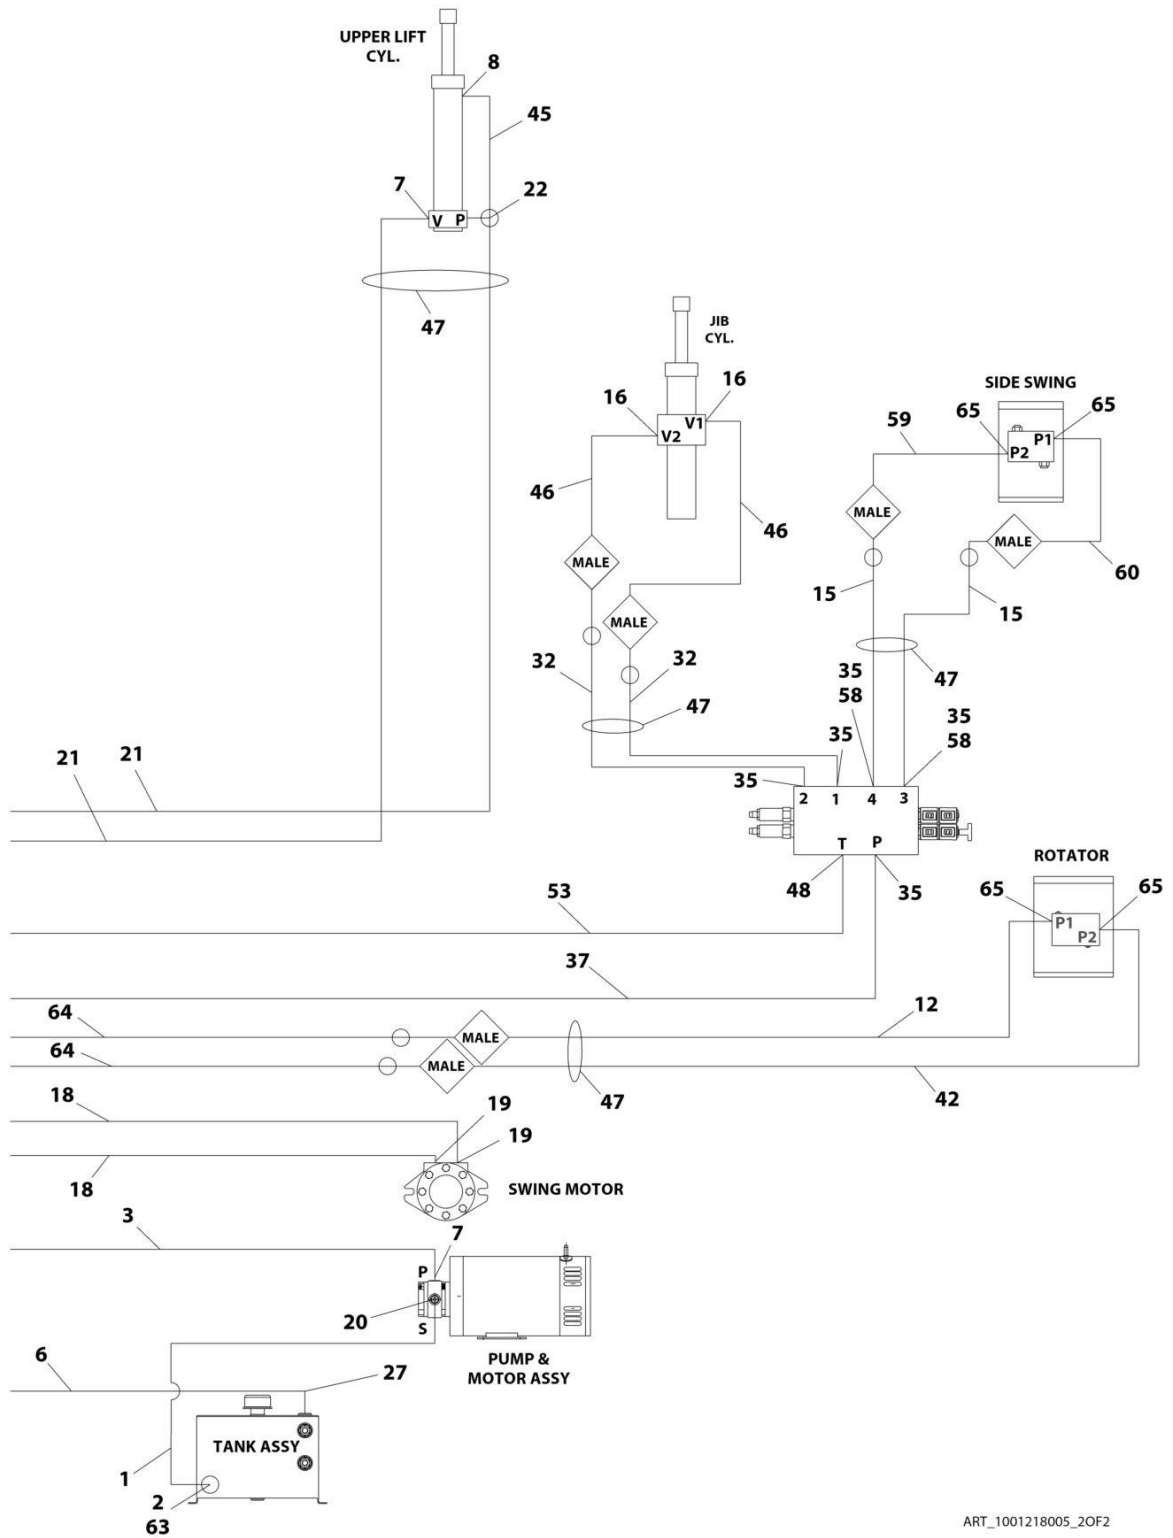 UPPER LIFT
CYL.
8
45
7
22
V P
47
JIB
CYL.
16
16
V1
V2
46
46
MALE
MALE
32
32
47
SIDE SWING
65
65
59
P1
P2
MALE
MALE
60
15
15
47
35
58
35
58
35
35
2 1 4 3
T P
48
35
21
21
53
37
ROTATOR
65
65
P1
P2
64
MALE
12
64
MALE
47
42
18
19
19
18
SWING MOTOR
3
7
P
20
S
PUMP &
MOTOR ASSY
6
27
TANK ASSY
1
2
63
ART_1001218005_2OF2